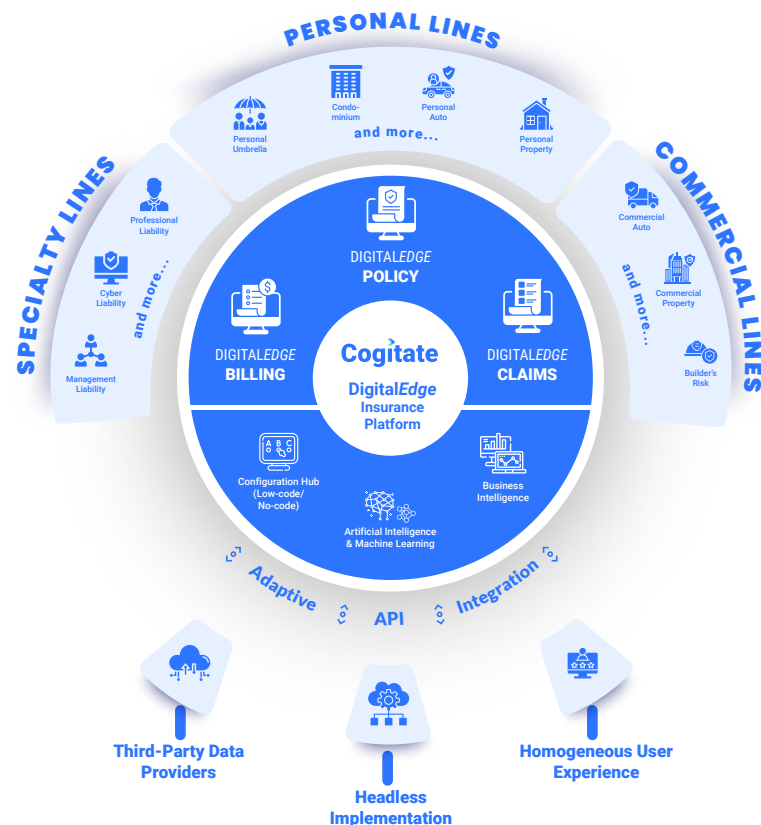 PERSONAL LINES
Personal
Umbrella
Condo-
minium
Personal
Auto
Personal
Property
and more...
SPECIALTY LINES
Professional
Liability
Cyber
Liability
Management
Liability
and more...
COMMERCIAL LINES
Commercial
Auto
Commercial
Property
Builder's
Risk
and more...
DIGITALEDGE
POLICY
$
DIGITALEDGE
BILLING
DIGITALEDGE
CLAIMS
Cogitate
DigitalEdge
Insurance
Platform
A B C
Configuration Hub
(Low-code/
No-code)
Artificial Intelligence
& Machine Learning
Business
Intelligence
Adaptive
API
Integration
Third-Party Data
Providers
Headless
Implementation
Homogeneous User
Experience